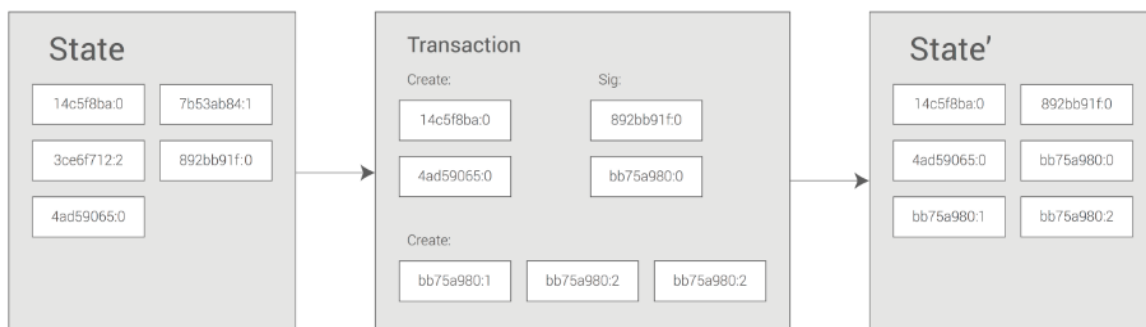 State
14c5f8ba:0 7b53ab84:1
3ce6f712:2 892bb91f:0
4ad59065:0
Transaction
Create: Sig:
14c5f8ba:0 892bb91f:0
4ad59065:0 bb75a980:0
Create:
bb75a980:1 bb75a980:2 bb75a980:2
State’
14c5f8ba:0 892bb91f:0
4ad59065:0 bb75a980:0
bb75a980:1 bb75a980:2